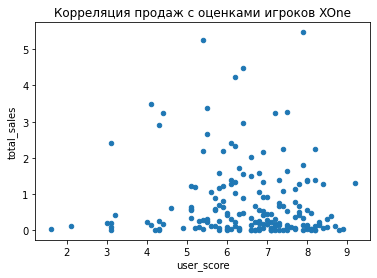 Корреляция продаж с оценками игроков XOne
total_sales
5
4
3
2
1
0
2 3 4 5 6 7 8 9
user_score